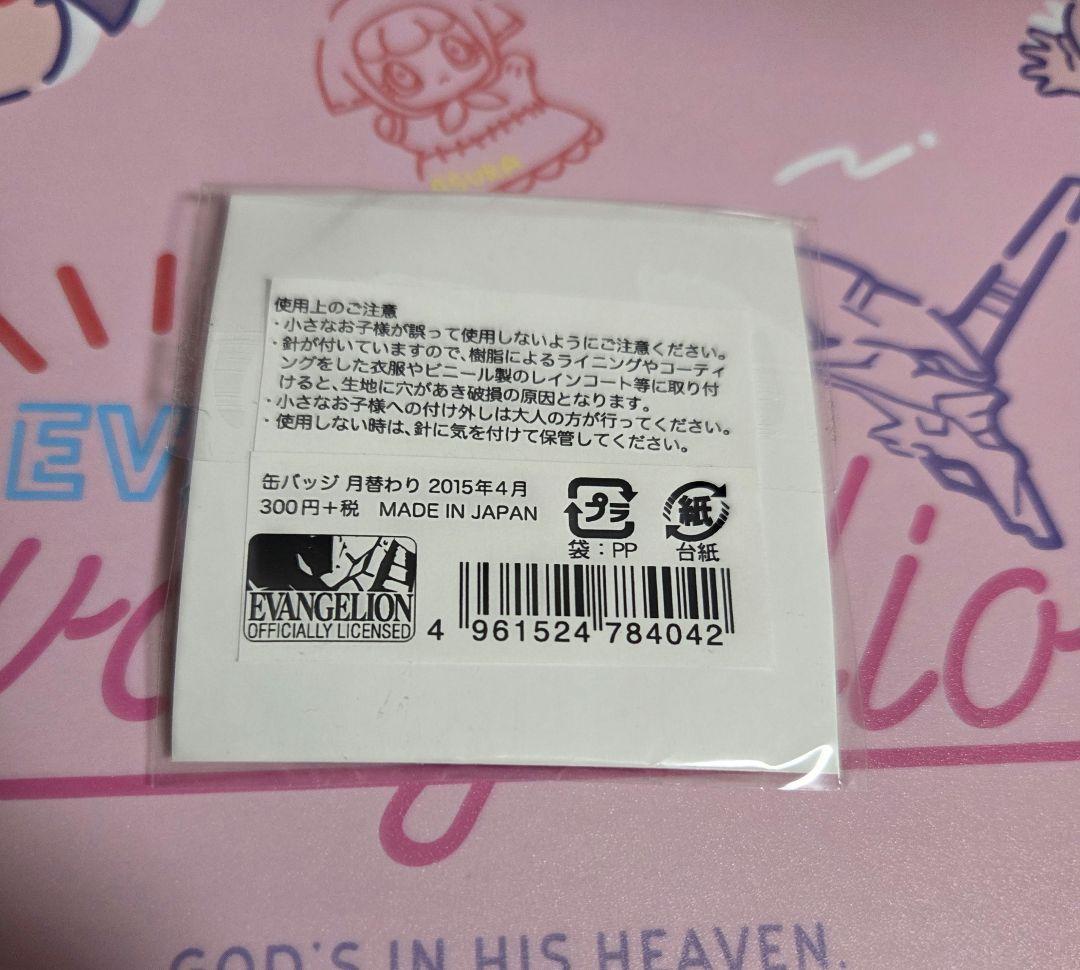 ASUKA
使用上のご注意
・小さなお子様が誤って使用しないようにご注意ください。
・針が付いていますので、樹脂によるライニングやコーティ
ングをした衣服やビニール製のレインコート等に取り付
けると、生地に穴があき破損の原因となります。
・小さなお子様への付け外しは大人の方が行ってください。
・使用しない時は、針に気を付けて保管してください。
缶バッジ 月替わり 2015年4月
300円+税 MADE IN JAPAN
プラ
紙
袋：PP
台紙
EVANGELION
OFFICIALLY LICENSED
4 961524 784042
EV
lio
GOD'S IN HIS HEAVEN.